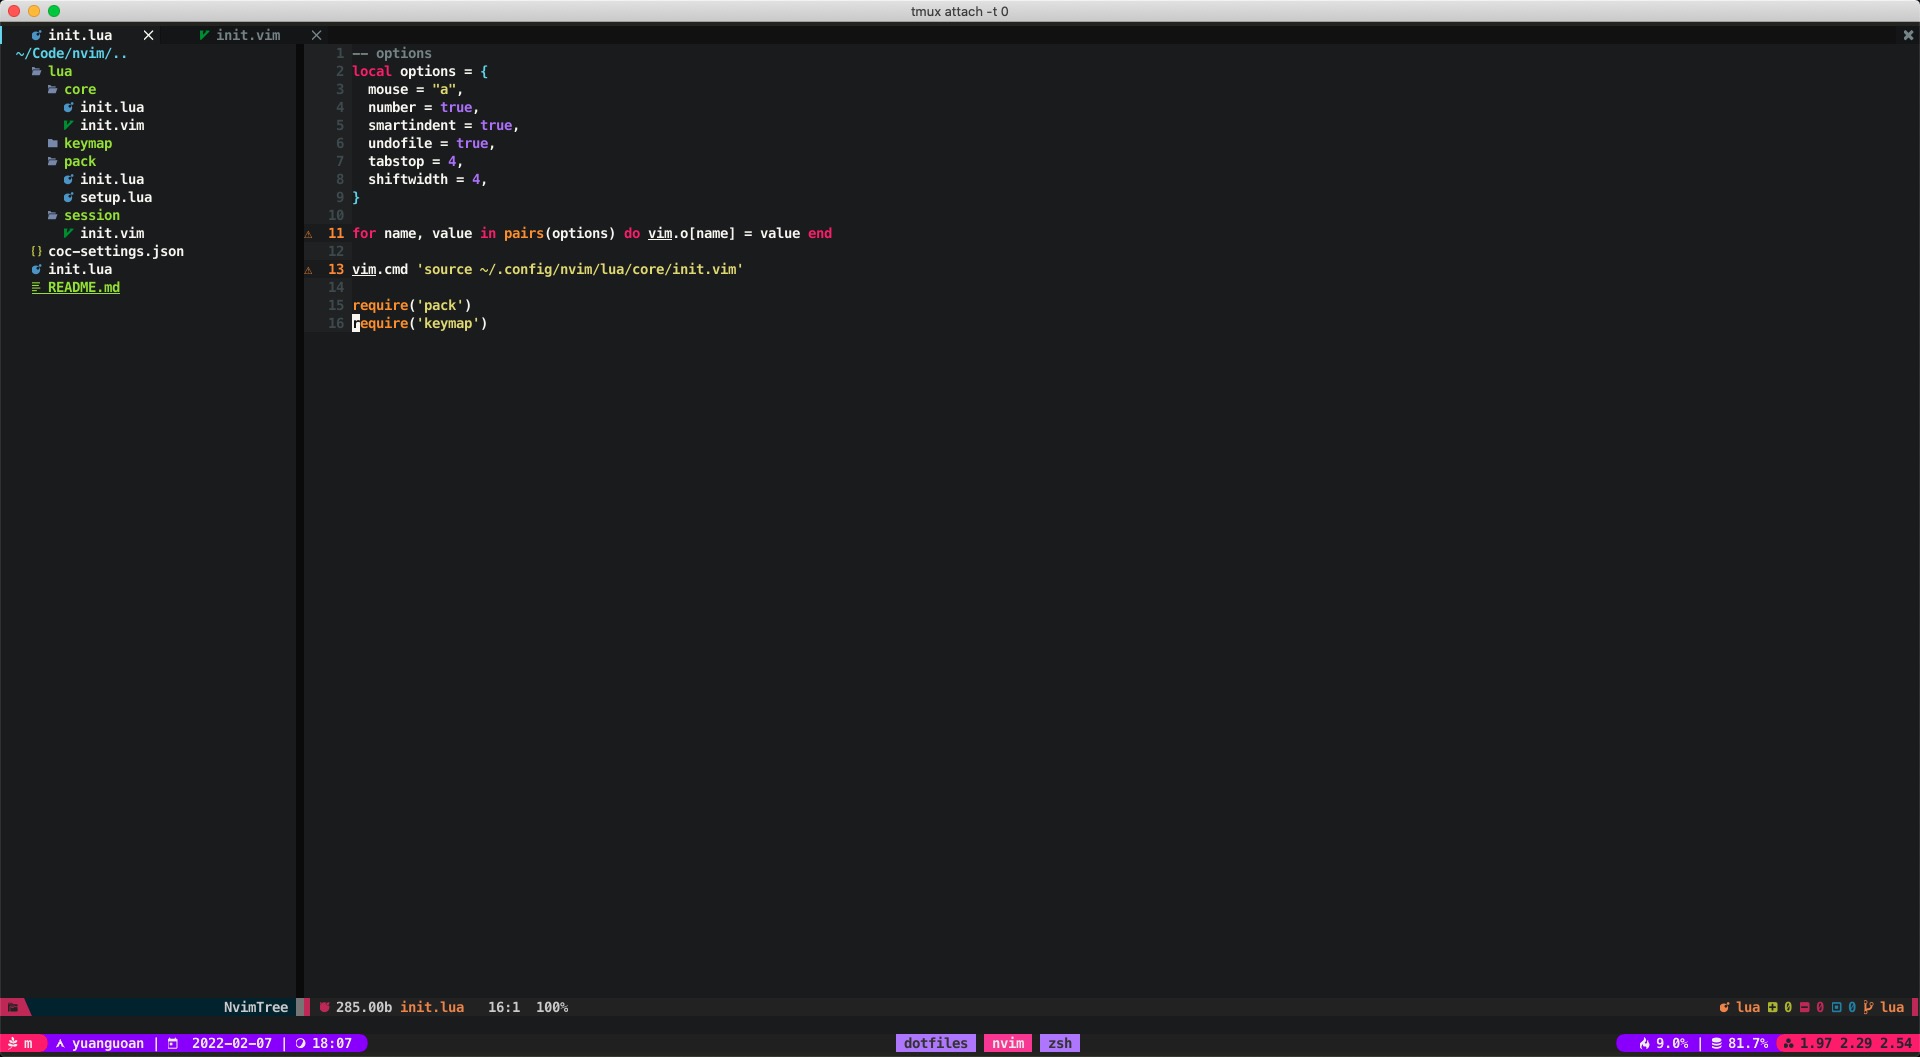 tmux attach -t 0
init.lua init.vim
~/Code/nvim/..
lua
core
init.lua
init.vim
keymap
pack
init.lua
setup.lua
session
init.vim
coc-settings.json
init.lua
README.md
1 -- options
2 local options = {
3 mouse = "a",
4 number = true,
5 smartindent = true,
6 undofile = true,
7 tabstop = 4,
8 shiftwidth = 4,
9 }
10
11 for name, value in pairs(options) do vim.o[name] = value end
12
13 vim.cmd 'source ~/.config/nvim/lua/core/init.vim'
14
15 require('pack')
16 require('keymap')
NvimTree 285.00b init.lua 16:1 100% lua 0 0 0 lua
m yuanguoan | 2022-02-07 | 18:07 dotfiles nvim zsh 9.0% | 81.7% 1.97 2.29 2.54